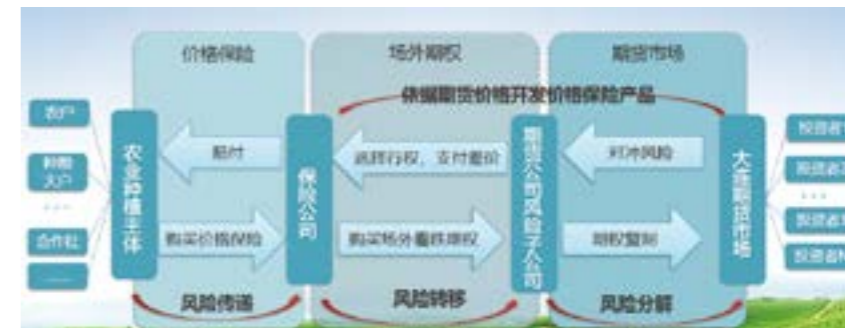 价格保险
场外期权
期货市场
依据期货价格开发价格保险产品
农户
种粮
大户
……
合作社
……
农业种植主体
赔付
购买价格保险
保险公司
选择行权,支付差价
购买场外看跌期权
期货公司风险子公司
对冲风险
期权复制
大连期货市场
投资者
投资者
……
投资者
投资者N
风险传递
风险转移
风险分解